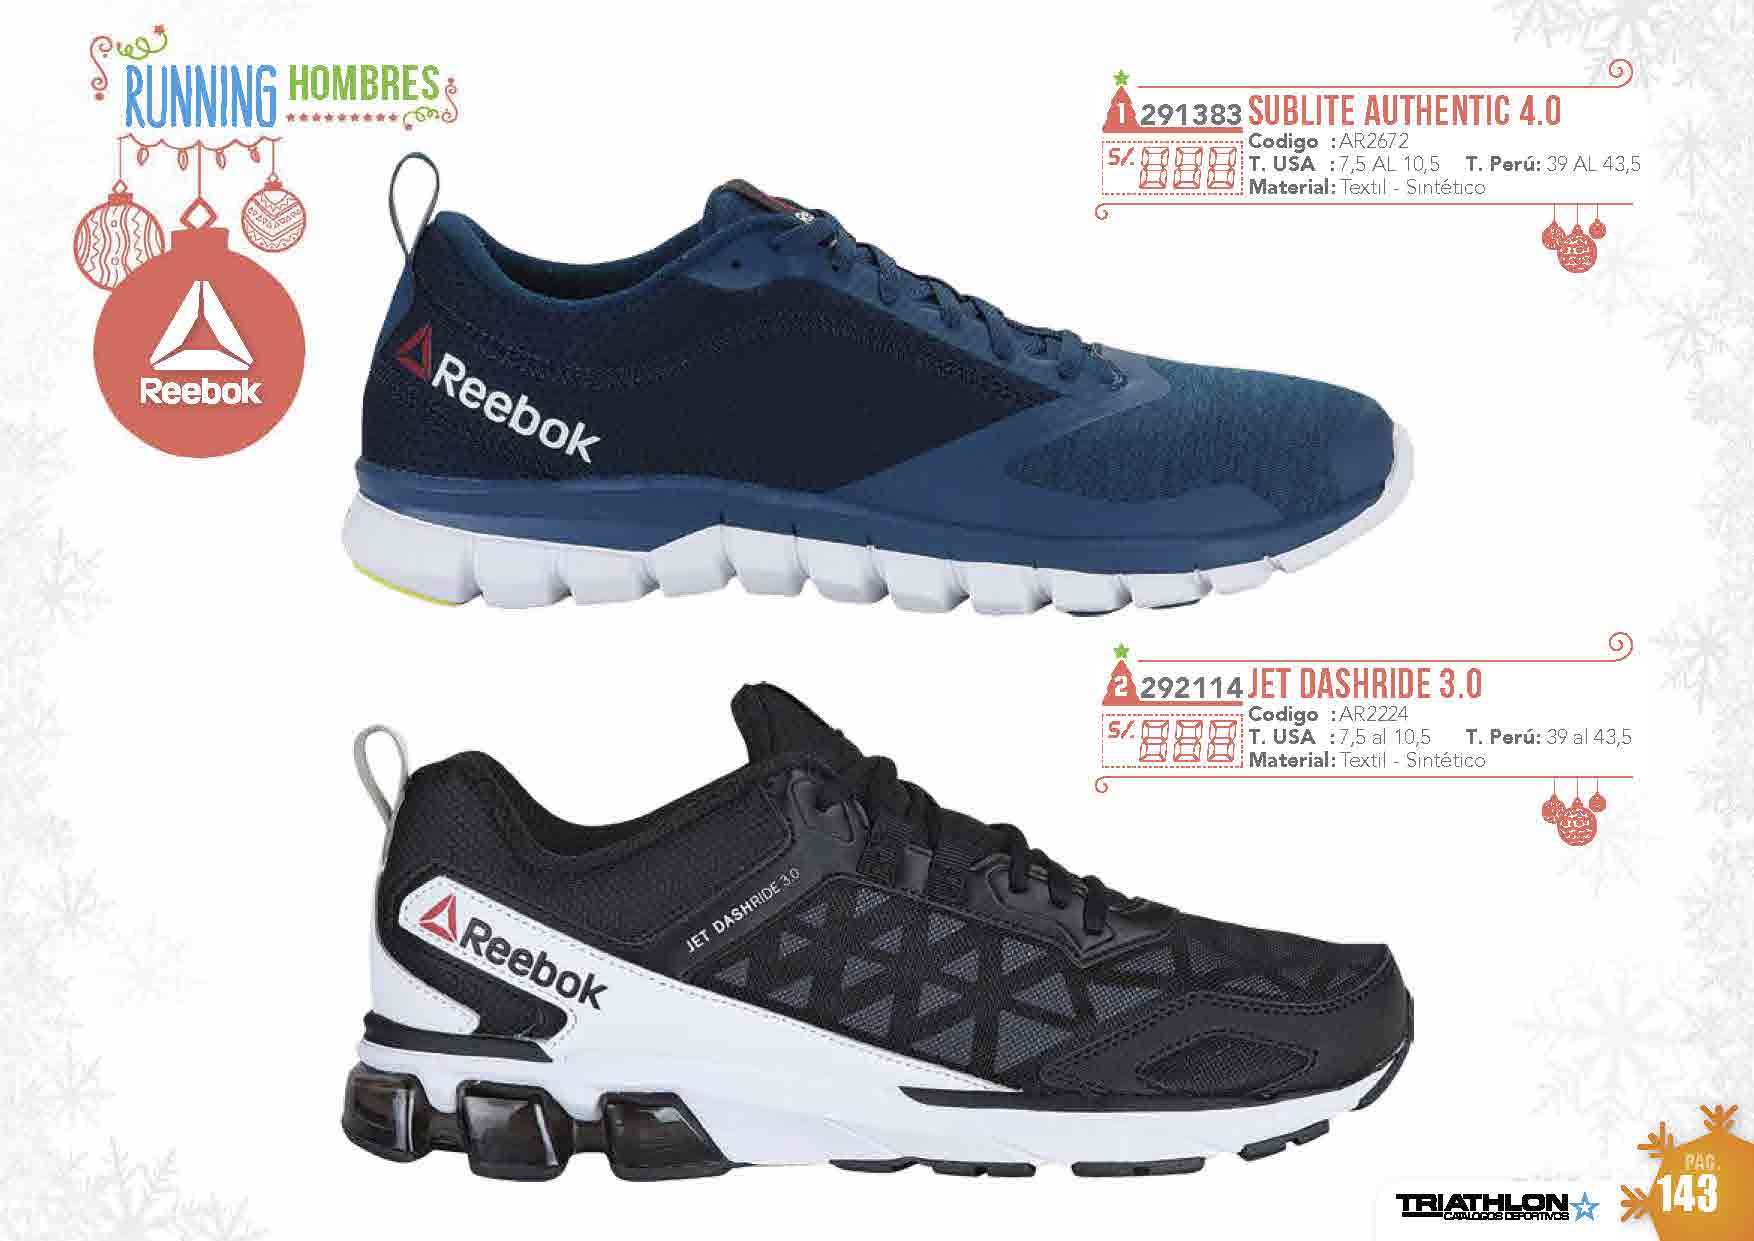 RUNNING HOMBRES
Reebok
1 291383 SUBLITE AUTHENTIC 4.0
S/. 888
Codigo : AR2672
T. USA : 7,5 AL 10,5 T. Perú: 39 AL 43,5
Material: Textil - Sintético
Reebok
2 292114 JET DASHRIDE 3.0
S/. 888
Codigo : AR2224
T. USA : 7,5 al 10,5 T. Perú: 39 al 43,5
Material: Textil - Sintético
JET DASHRIDE 3.0
Reebok
TRIATHLON
CATALOGOS DEPORTIVOS
PAG.
143